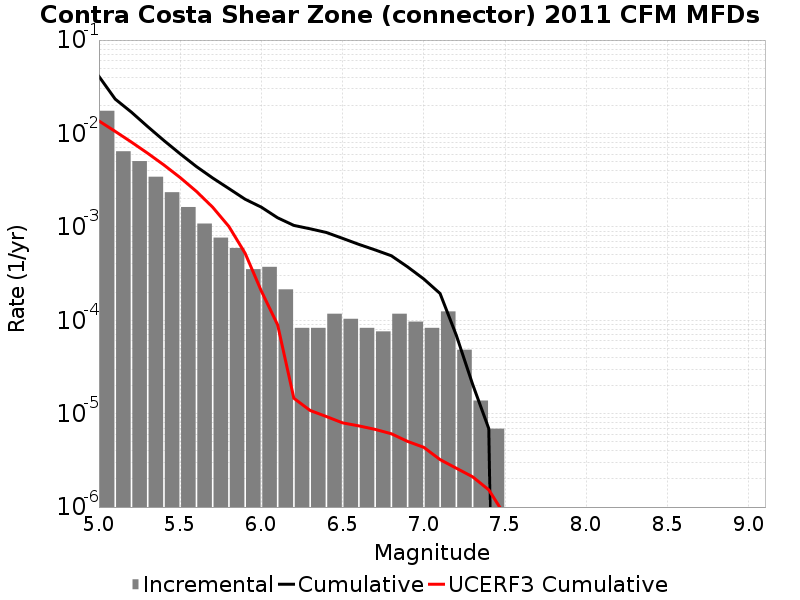 Contra Costa Shear Zone (connector) 2011 CFM MFDs
10-1
10-2
10-3
10-4
10-5
10-6
Rate (1/yr)
5.0 5.5 6.0 6.5 7.0 7.5 8.0 8.5 9.0
Magnitude
Incremental Cumulative UCERF3 Cumulative